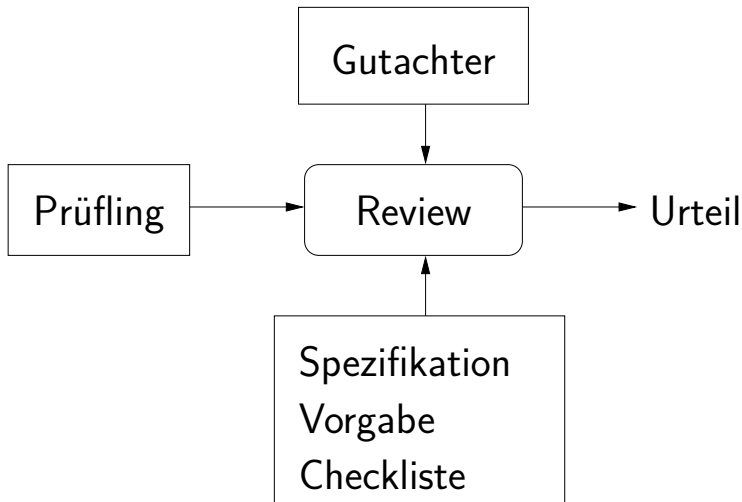 Gutachter
Prüfling
Review
Urteil
Spezifikation
Vorgabe
Checkliste